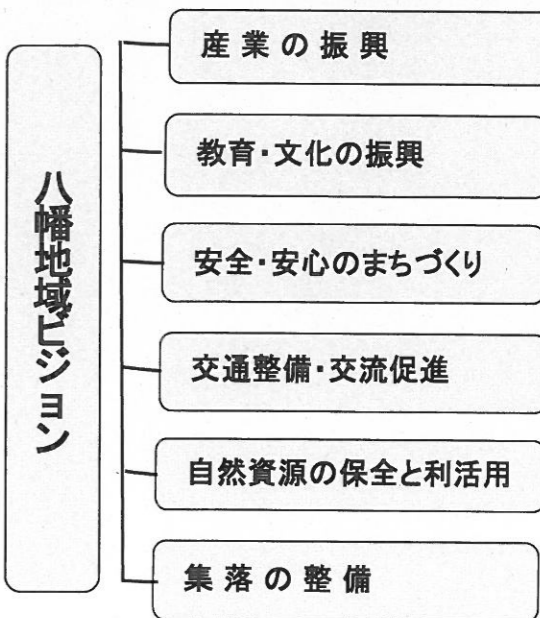 八幡地域ビジョン
産業の振興
教育・文化の振興
安全・安心のまちづくり
交通整備・交流促進
自然資源の保全と利活用
集落の整備